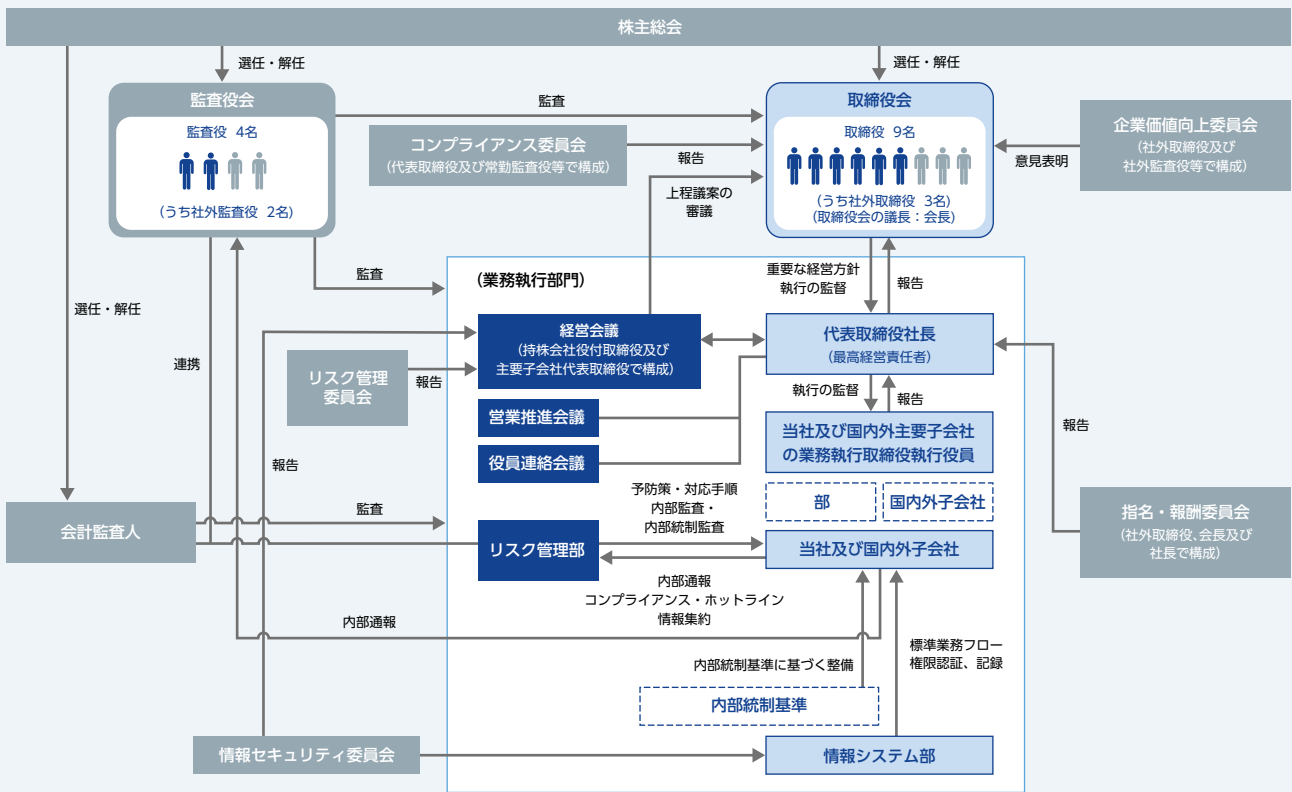 株主総会
選任・解任
選任・解任
監査役会
監査役 4名
(うち社外監査役 2名)
監査
コンプライアンス委員会
(代表取締役及び常勤監査役等で構成)
報告
上程議案の
審議
取締役会
取締役 9名
(うち社外取締役 3名)
(取締役会の議長：会長)
意見表明
企業価値向上委員会
(社外取締役及び
社外監査役等で構成)
選任・解任
連携
監査
(業務執行部門)
重要な経営方針
執行の監督
報告
経営会議
(持株会社役付取締役及び
主要子会社代表取締役で構成)
代表取締役社長
(最高経営責任者)
リスク管理
委員会
報告
執行の監督
報告
営業推進会議
役員連絡会議
当社及び国内外主要子会社
の業務執行取締役執行役員
報告
報告
部
国内外子会社
予防策・対応手順
内部監査・
内部統制監査
会計監査人
監査
リスク管理部
当社及び国内外子会社
指名・報酬委員会
(社外取締役、会長及び
社長で構成)
内部通報
コンプライアンス・ホットライン
情報集約
内部通報
標準業務フロー
権限認証、記録
内部統制基準に基づく整備
内部統制基準
情報セキュリティ委員会
情報システム部